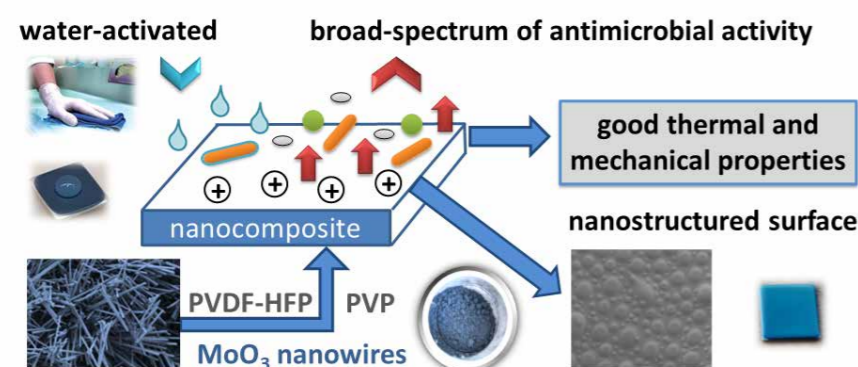 water-activated
broad-spectrum of antimicrobial activity
good thermal and
mechanical properties
+ + + +
nanocomposite
nanostructured surface
PVDF-HFP PVP
MoO₃ nanowires